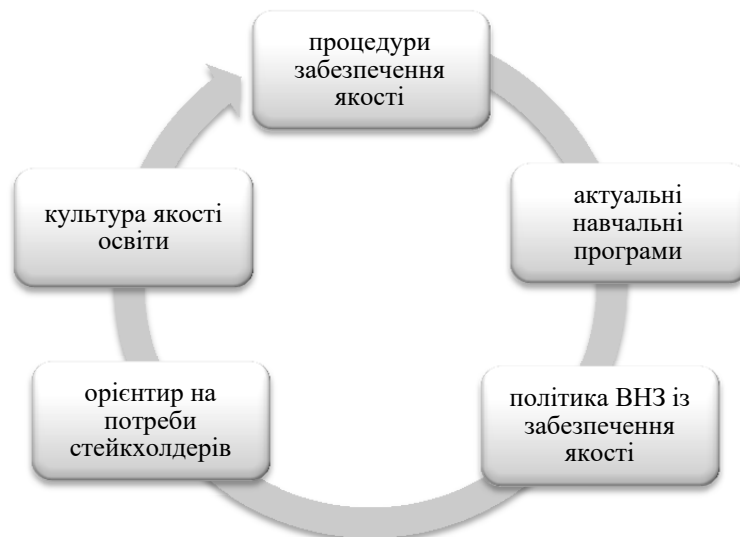 процедури
забезпечення
якості
актуальні
навчальні
програми
політика ВНЗ із
забезпечення
якості
орієнтир на
потреби
стейкхолдерів
культура якості
освіти